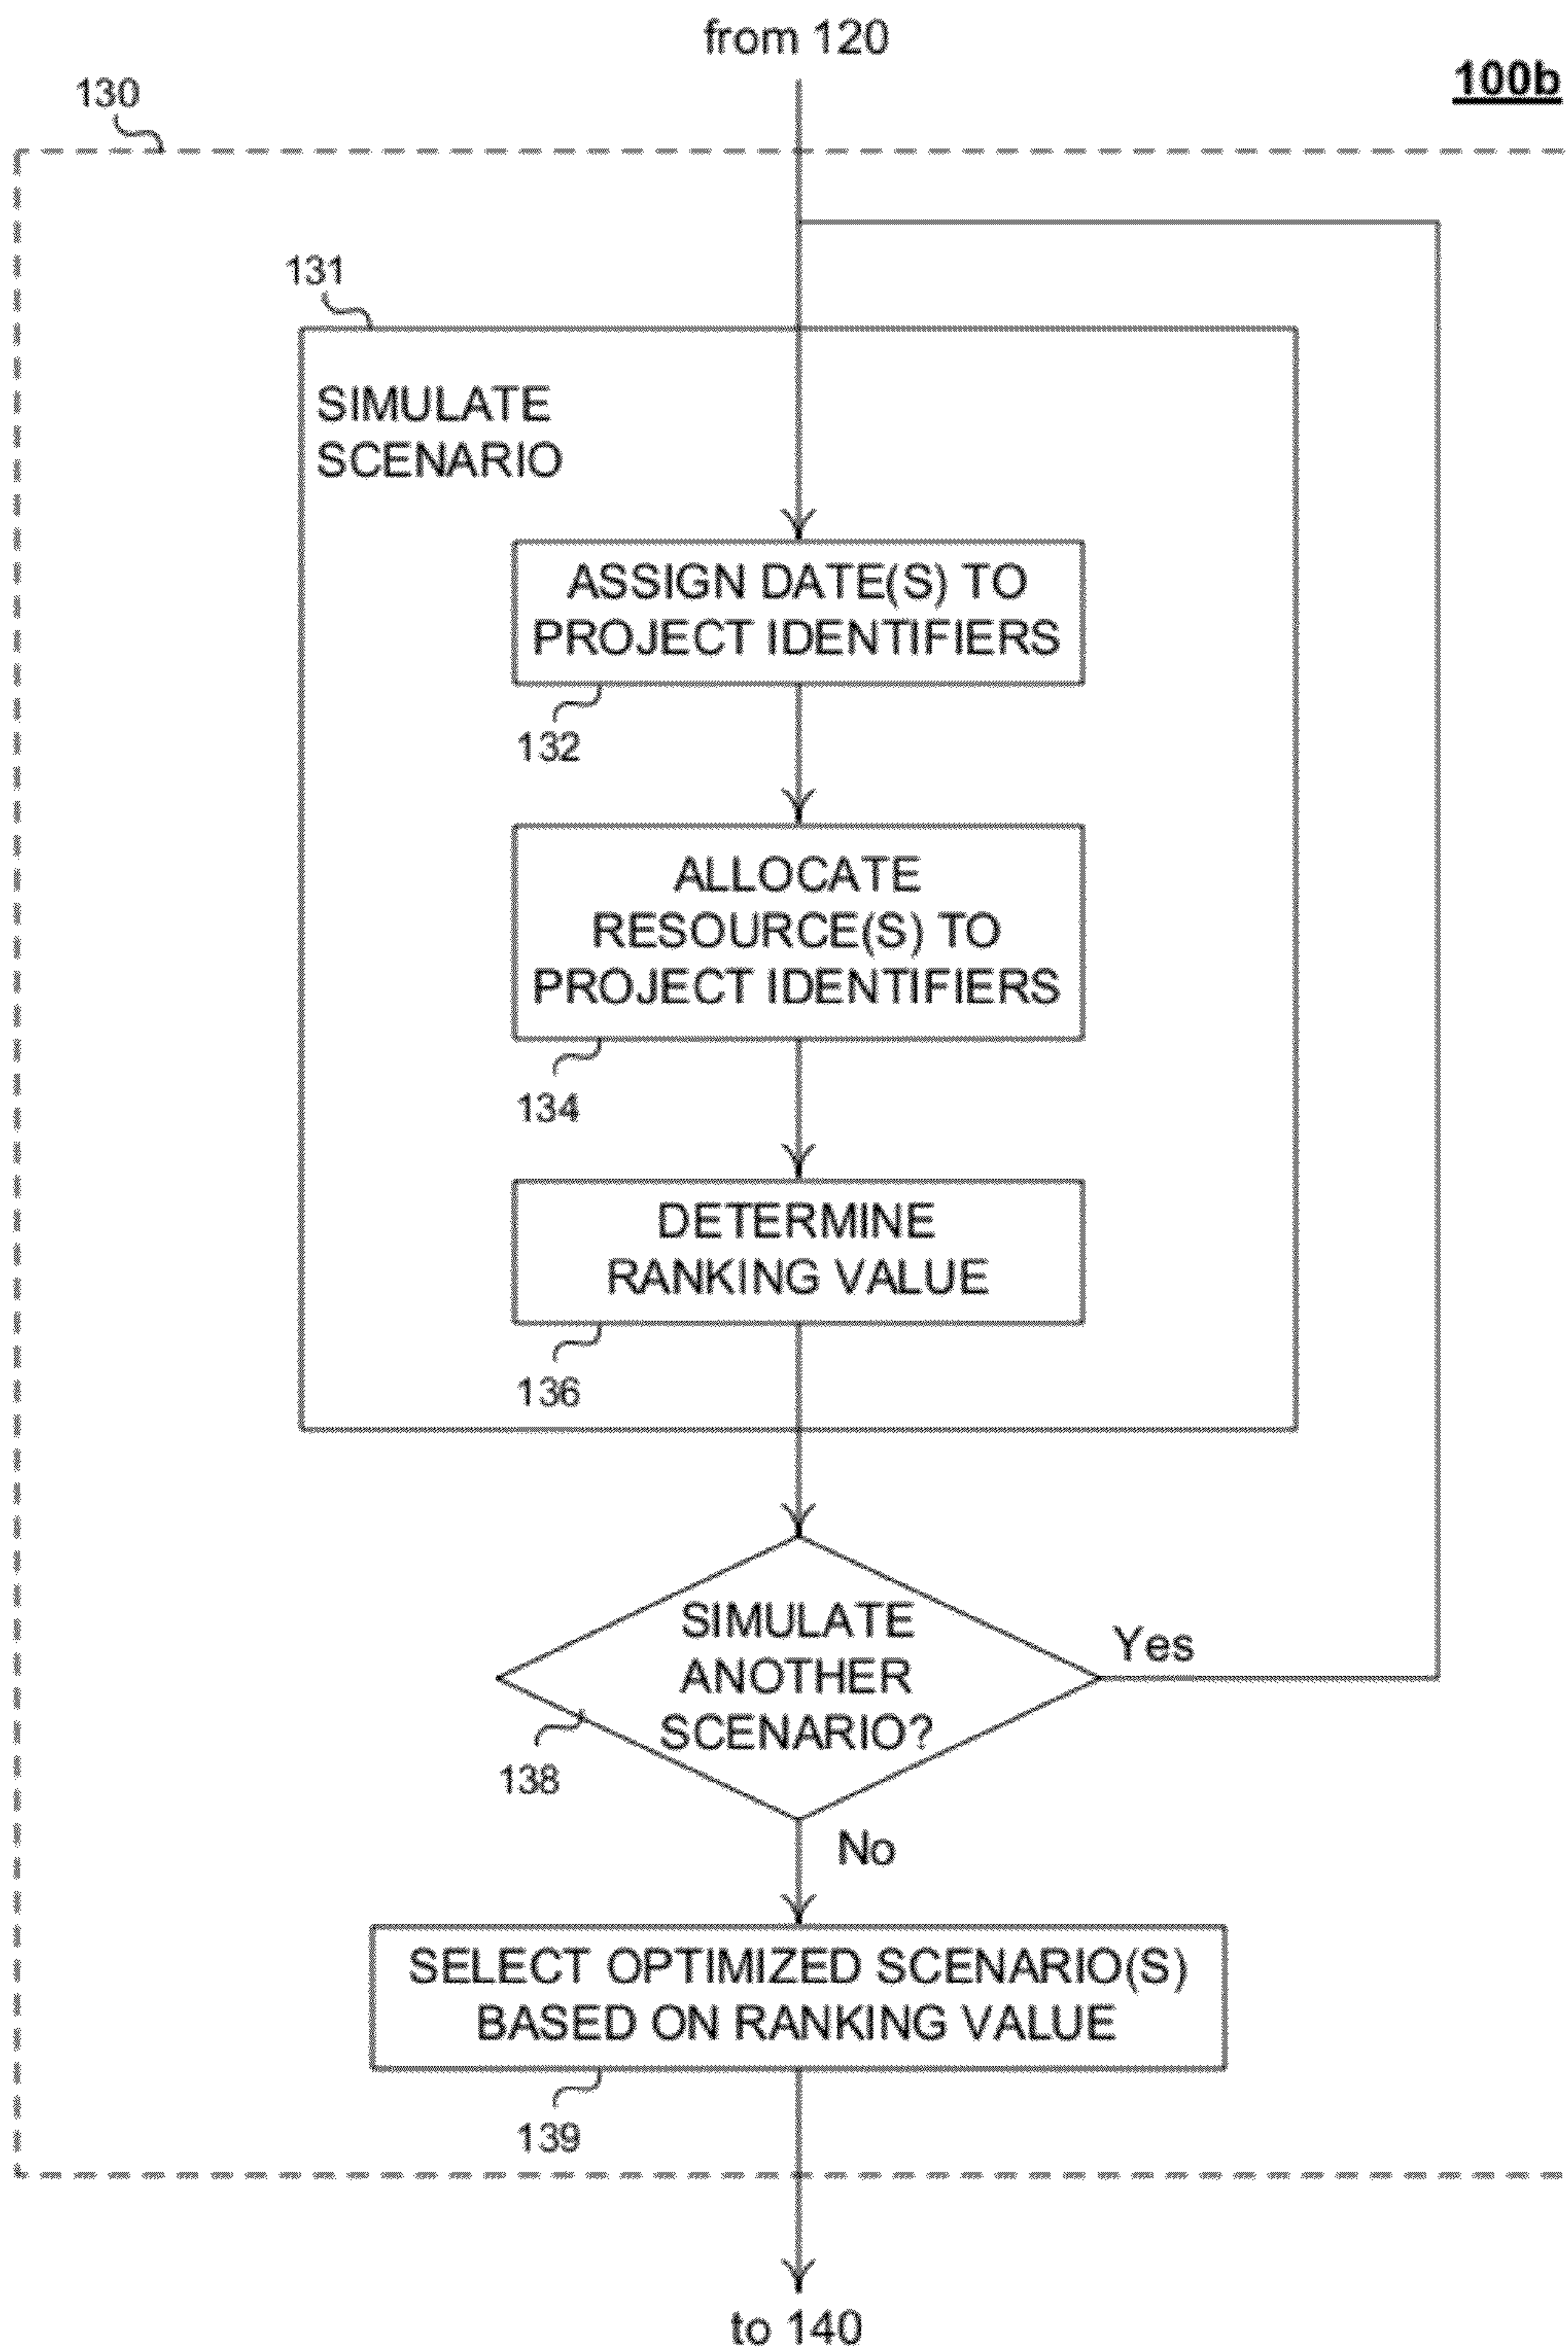 from 120
100b
130
131
SIMULATE
SCENARIO
ASSIGN DATE(S) TO
PROJECT IDENTIFIERS
132
ALLOCATE
RESOURCE(S) TO
PROJECT IDENTIFIERS
134
DETERMINE
RANKING VALUE
136
SIMULATE
ANOTHER
SCENARIO?
Yes
138
No
SELECT OPTIMIZED SCENARIO(S)
BASED ON RANKING VALUE
139
to 140